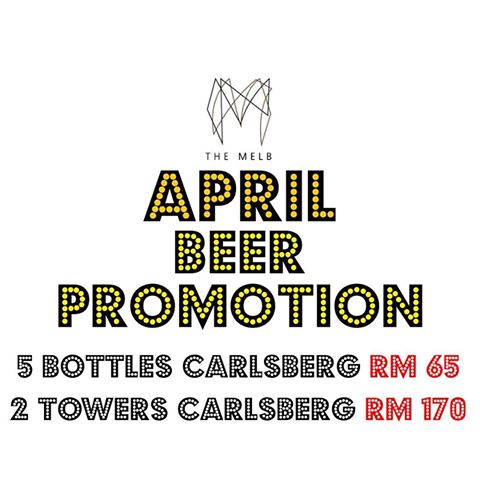 THE MELB
APRIL
BEER
PROMOTION
5 BOTTLES CARLSBERG RM 65
2 TOWERS CARLSBERG RM 170